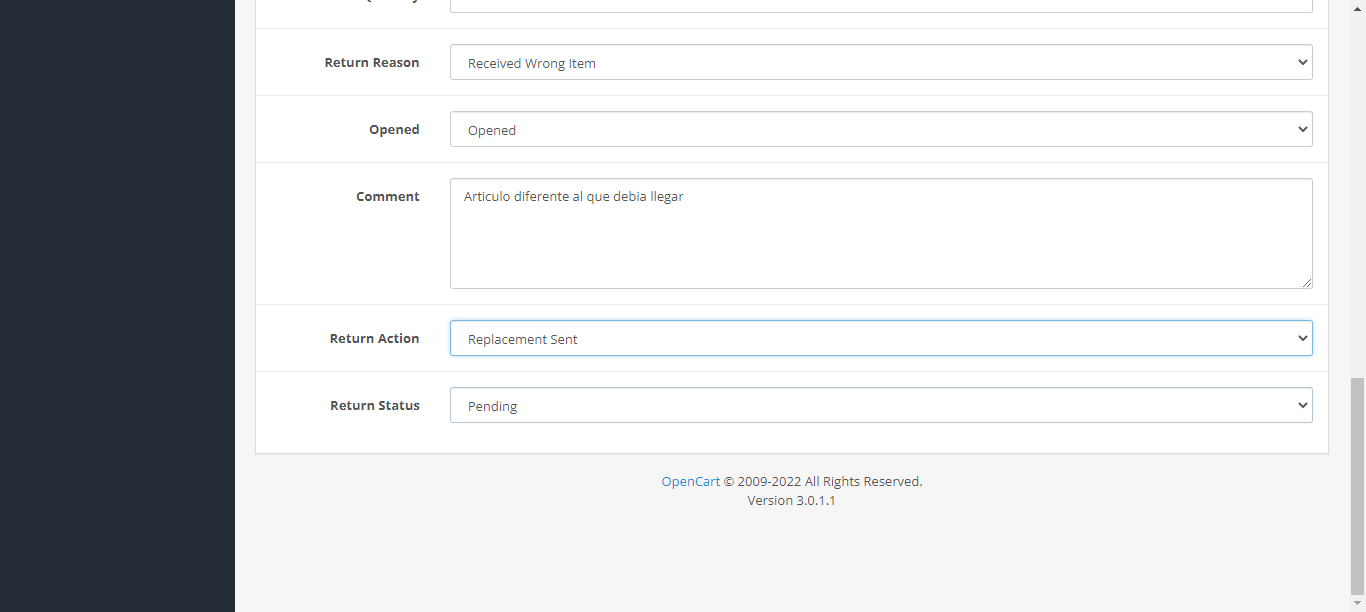 Return Reason
Received Wrong Item
Opened
Opened
Comment
Articulo diferente al que debia llegar
Return Action
Replacement Sent
Return Status
Pending
OpenCart © 2009-2022 All Rights Reserved.
Version 3.0.1.1